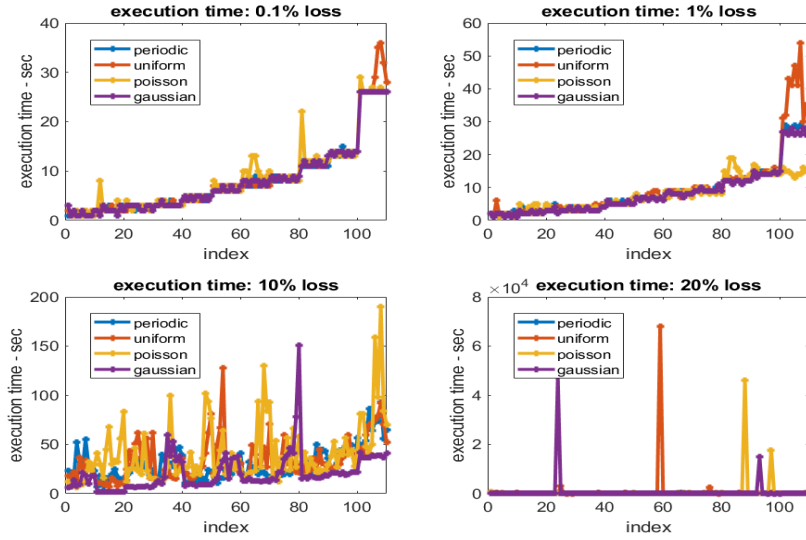 execution time: 0.1% loss
execution time - sec
40
30
20
10
0
periodic
uniform
poisson
gaussian
0 20 40 60 80 100
index
execution time: 1% loss
execution time - sec
60
50
40
30
20
10
0
periodic
uniform
poisson
gaussian
0 20 40 60 80 100
index
execution time: 10% loss
execution time - sec
200
150
100
50
0
periodic
uniform
poisson
gaussian
0 20 40 60 80 100
index
×10⁴ execution time: 20% loss
execution time - sec
8
6
4
2
0
periodic
uniform
poisson
gaussian
0 20 40 60 80 100
index